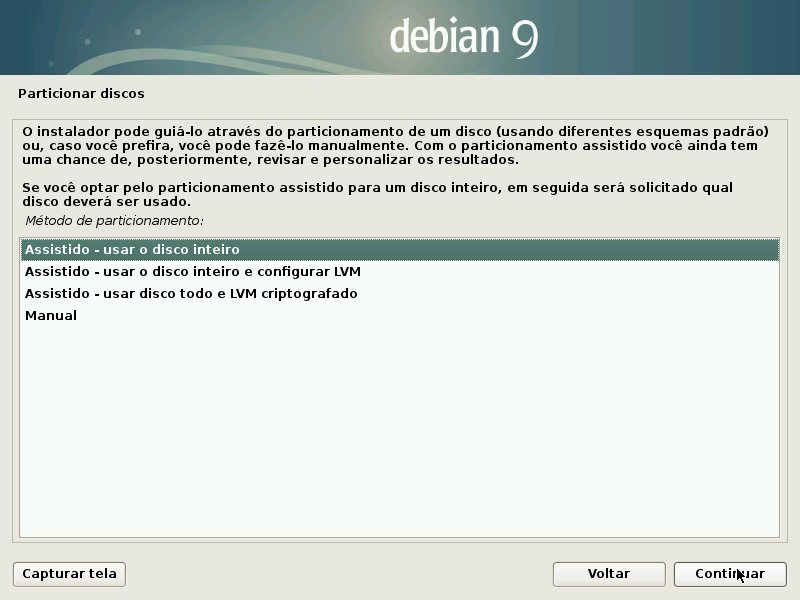 debian 9
Particionar discos
O instalador pode guiá-lo através do particionamento de um disco (usando diferentes esquemas padrão)
ou, caso você prefira, você pode fazê-lo manualmente. Com o particionamento assistido você ainda tem
uma chance de, posteriormente, revisar e personalizar os resultados.
Se você optar pelo particionamento assistido para um disco inteiro, em seguida será solicitado qual
disco deverá ser usado.
Método de particionamento:
Assistido - usar o disco inteiro
Assistido - usar o disco inteiro e configurar LVM
Assistido - usar disco todo e LVM criptografado
Manual
Capturar tela
Voltar
Continuar